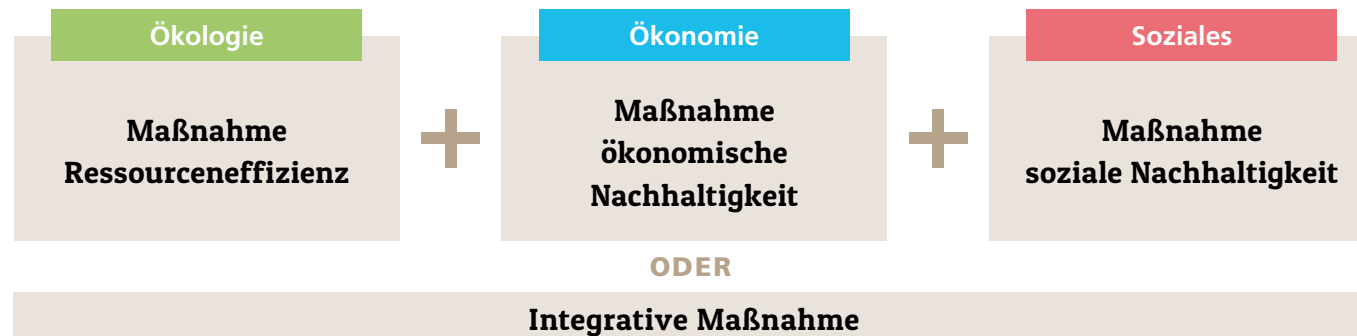 Ökologie
Maßnahme
Ressourceneffizienz
Ökonomie
Maßnahme
ökonomische
Nachhaltigkeit
Soziales
Maßnahme
soziale Nachhaltigkeit
ODER
Integrative Maßnahme